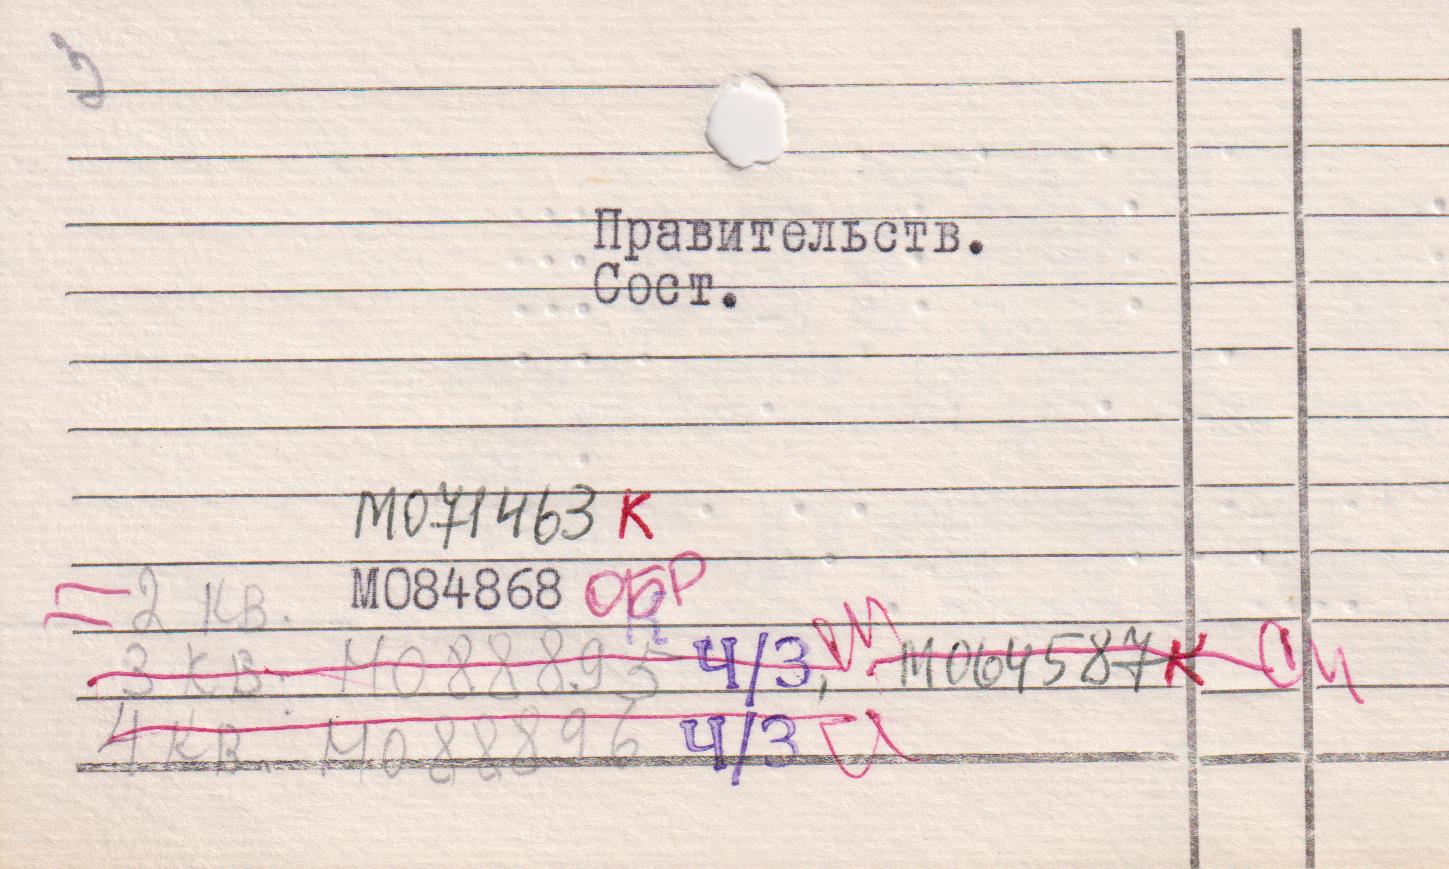 Правительств.
Сост.
М071463 К
2 кв. М084868 ОБР
К
3 кв. М088895 Ч/З, М064587 К
4 кв. М088896 Ч/З